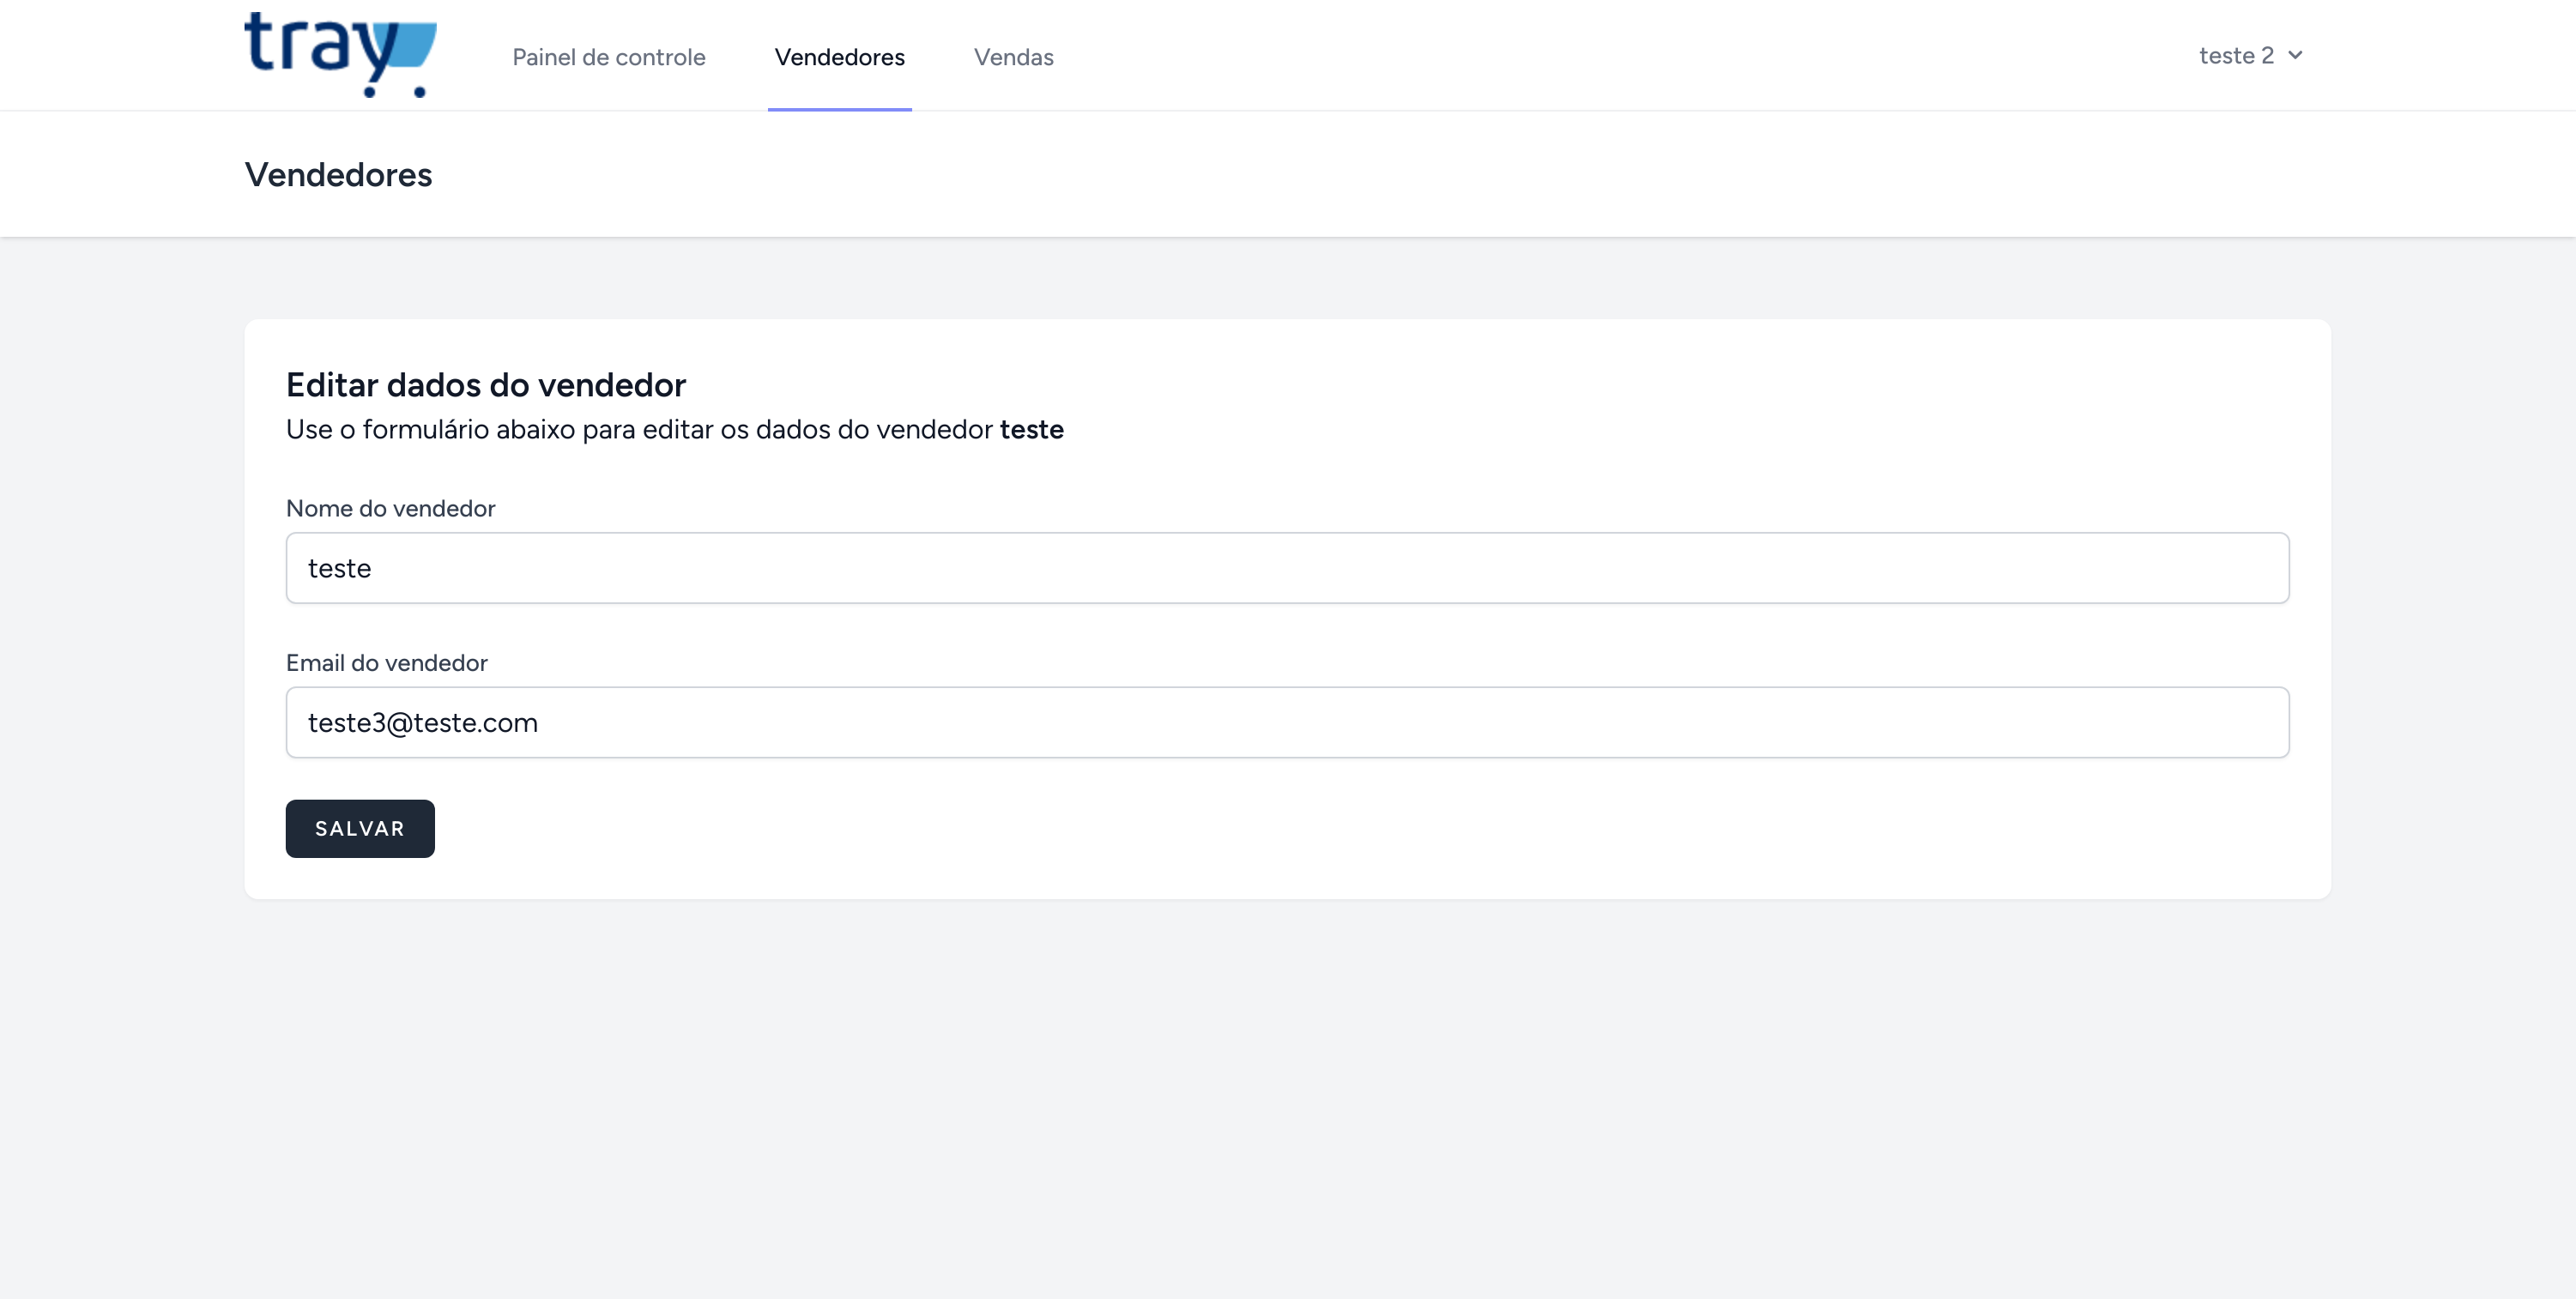 tray
Painel de controle
Vendedores
Vendas
teste 2
Vendedores
Editar dados do vendedor
Use o formulário abaixo para editar os dados do vendedor teste
Nome do vendedor
teste
Email do vendedor
teste3@teste.com
SALVAR